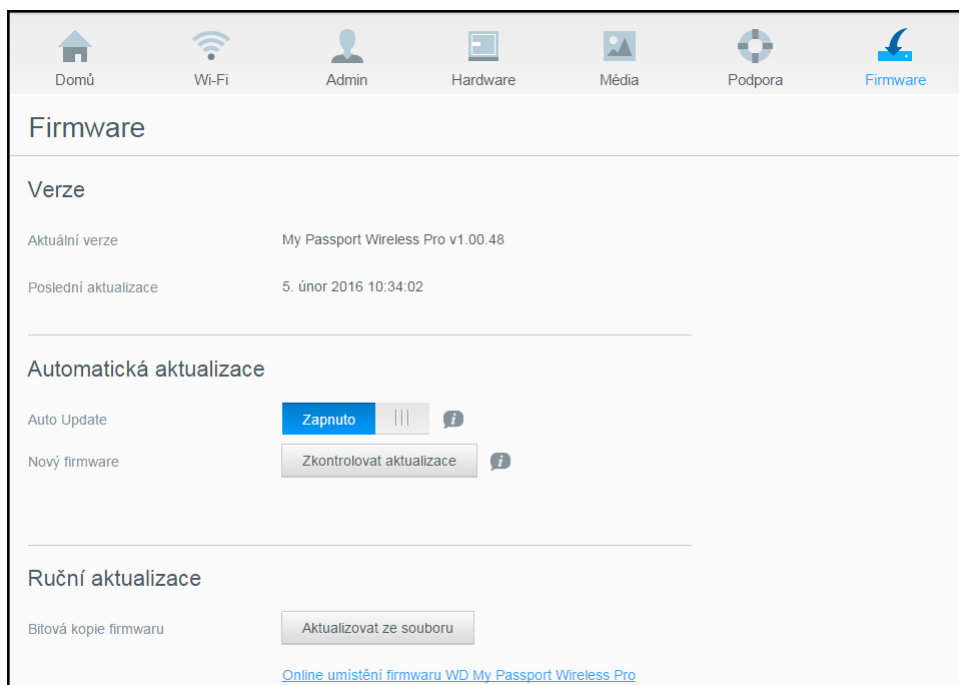 Domů Wi-Fi Admin Hardware Média Podpora Firmware
Firmware
Verze
Aktuální verze My Passport Wireless Pro v1.00.48
Poslední aktualizace 5. únor 2016 10:34:02
Automatická aktualizace
Auto Update Zapnuto
Nový firmware Zkontrolovat aktualizace
Ruční aktualizace
Bitová kopie firmwaru Aktualizovat ze souboru
Online umístění firmwaru WD My Passport Wireless Pro